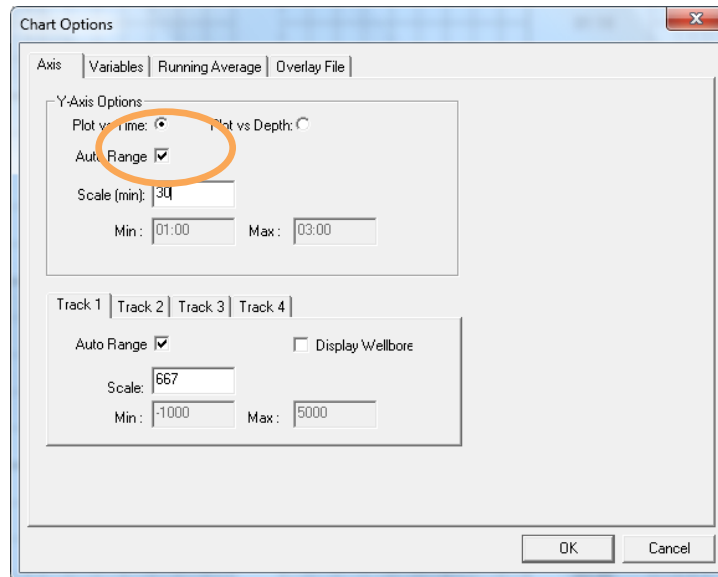 Chart Options
Axis Variables Running Average Overlay File
Y-Axis Options
Plot vs Time: Plot vs Depth:
Auto Range
Scale (min): 30
Min : 01:00 Max : 03:00
Track 1 Track 2 Track 3 Track 4
Auto Range Display Wellbore
Scale: 667
Min : -1000 Max : 5000
OK Cancel